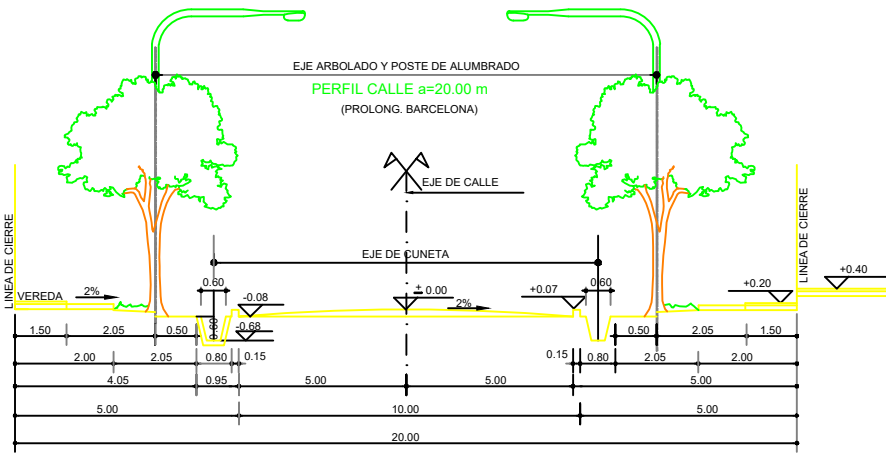 EJE ARBOLADO Y POSTE DE ALUMBRADO
PERFIL CALLE a=20.00 m
(PROLONG. BARCELONA)
EJE DE CALLE
LINEA DE CIERRE
LINEA DE CIERRE
EJE DE CUNETA
VEREDA 2%
0.60
-0.08
0.60
-0.68
± 0.00
2%
+0.07
0.60
+0.20
+0.40
1.50 2.05 0.50 0.50 2.05 1.50
2.00 2.05 0.80 0.15 0.15 0.80 2.05 2.00
4.05 0.95 5.00 5.00 5.00
5.00 10.00 5.00
20.00